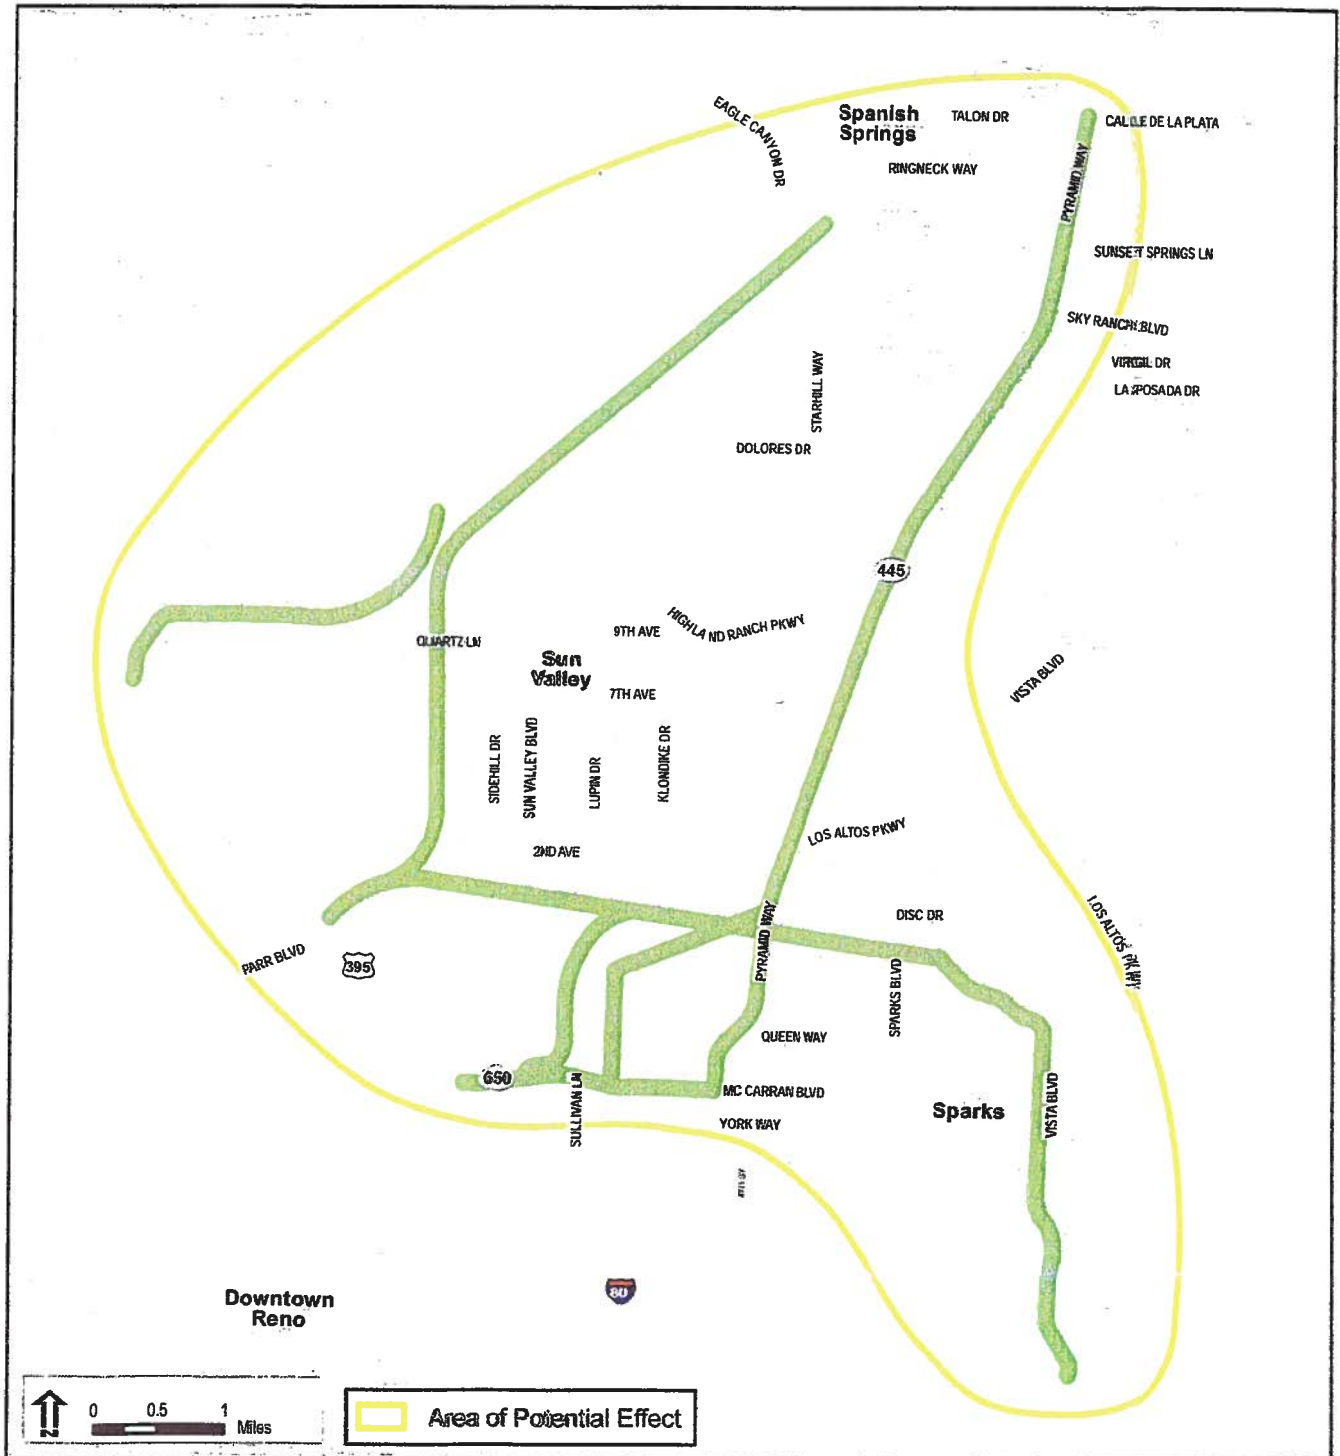 EAGLE CANYON DR
Spanish
Springs
TALON DR
CALLE DE LA PLATA
RINGNECK WAY
PYRAMID WAY
SUNSET SPRINGS LN
SKY RANCH BLVD
VIRGIL DR
LA POSADA DR
STARHILL WAY
DOLORES DR
445
HIGHLAND RANCH PKWY
9TH AVE
QUARTZ LN
Sun
Valley
7TH AVE
VISTA BLVD
SIDEHILL DR
SUN VALLEY BLVD
LUPIN DR
KLONDIKE DR
LOS ALTOS PKWY
2ND AVE
DISC DR
LOS ALTOS PKWY
PYRAMID WAY
PARR BLVD
395
SPARKS BLVD
QUEEN WAY
650
SULLIVAN LN
MC CARRAN BLVD
Sparks
VISTA BLVD
YORK WAY
80
Downtown
Reno
N
0 0.5 1
Miles
Area of Potential Effect